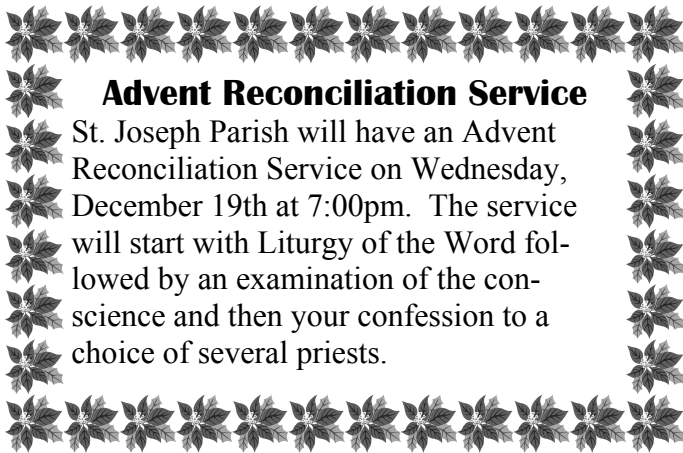 Advent Reconciliation Service
St. Joseph Parish will have an Advent
Reconciliation Service on Wednesday,
December 19th at 7:00pm.  The service
will start with Liturgy of the Word fol-
lowed by an examination of the con-
science and then your confession to a
choice of several priests.